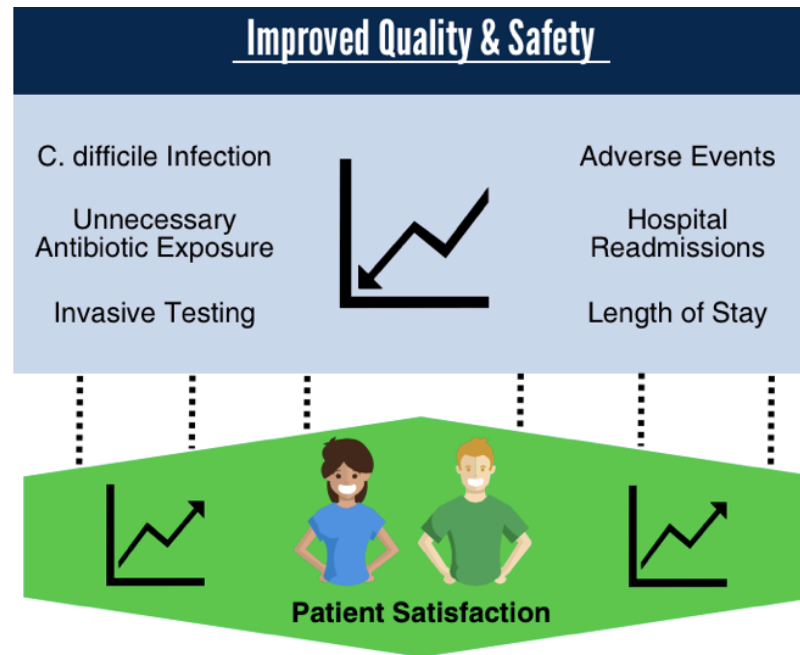 Improved Quality & Safety
C. difficile Infection
Unnecessary
Antibiotic Exposure
Invasive Testing
Adverse Events
Hospital
Readmissions
Length of Stay
Patient Satisfaction